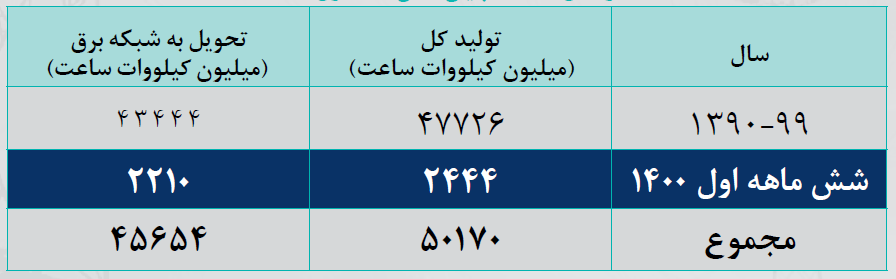 سال
تولید کل
(میلیون کیلووات ساعت)
تحویل به شبکه برق
(میلیون کیلووات ساعت)
۱۳۹۰-۹۹
۴۷۷۲۶
۴۳۴۴۴
شش ماهه اول ۱۴۰۰
۲۴۴۴
۲۲۱۰
مجموع
۵۰۱۷۰
۴۵۶۵۴